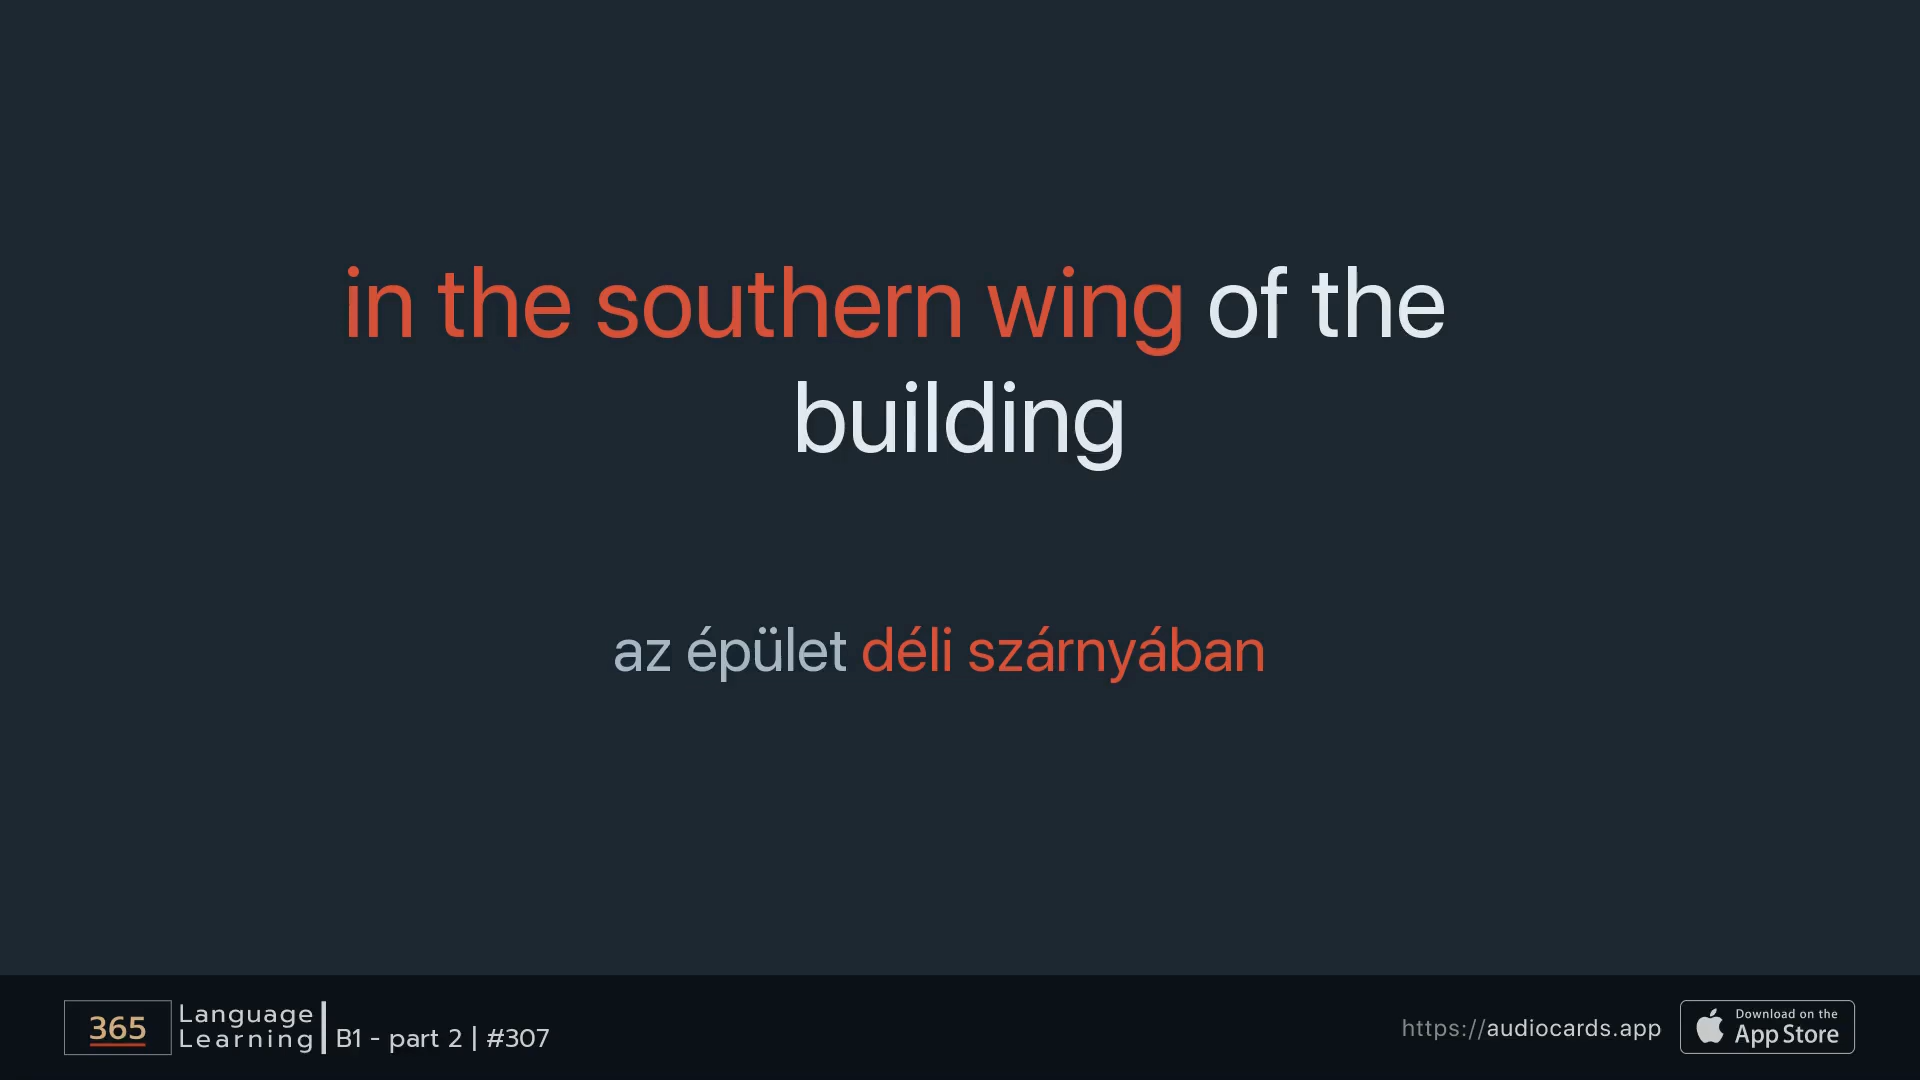 in the southern wing of the
building
az épület déli szárnyában
365
Language
Learning
B1 - part 2 | #307
https://audiocards.app
Download on the
App Store